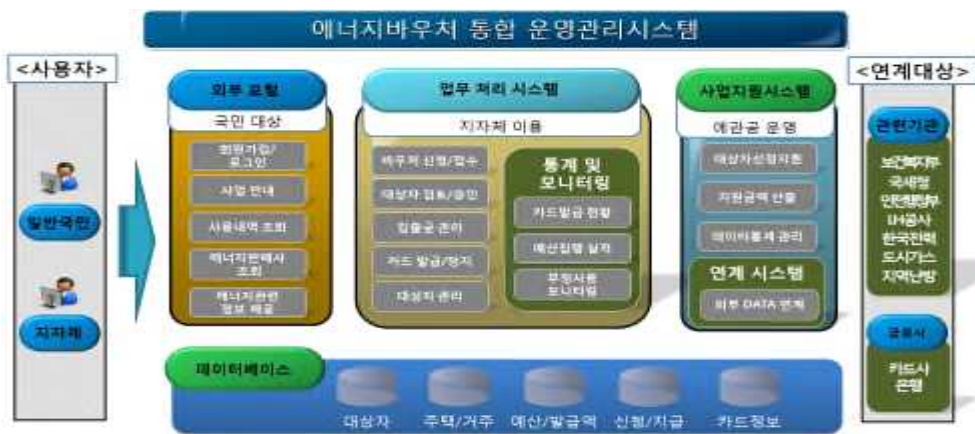 에너지바우처 통합 운영관리시스템
<사용자>
일반국민
지자체
외부 포털
국민 대상
회원가입/
로그인
사업 안내
사용내역 조회
에너지판매사
조회
에너지관련
정보 제공
업무 처리 시스템
지자체 이용
바우처 신청/접수
대상자 검토/승인
입출금 관리
카드 발급/정지
대상자 관리
통계 및
모니터링
카드발급 현황
예산집행 실적
부정사용
모니터링
사업지원시스템
에관공 운영
대상자선정지원
지원금액 산출
데이타통계 관리
연계 시스템
외부 DATA 연계
<연계대상>
관련기관
보건복지부
국세청
안전행정부
LH공사
한국전력
도시가스
지역난방
금융사
카드사
은행
데이터베이스
대상자
주택/거주
예산/발급액
신청/지급
카드정보